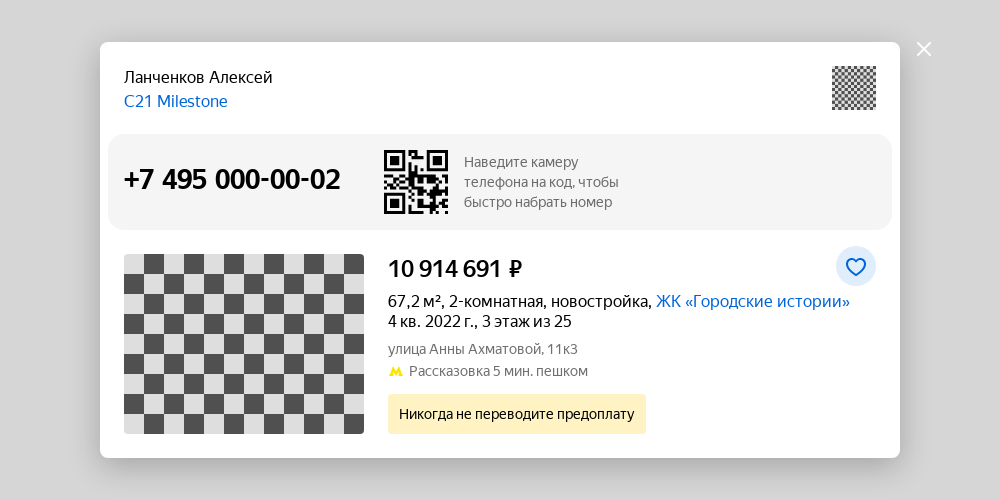 Ланченков Алексей
C21 Milestone
+7 495 000-00-02
Наведите камеру
телефона на код, чтобы
быстро набрать номер
10 914 691 ₽
67,2 м², 2-комнатная, новостройка, ЖК «Городские истории»
4 кв. 2022 г., 3 этаж из 25
улица Анны Ахматовой, 11к3
Рассказовка 5 мин. пешком
Никогда не переводите предоплату